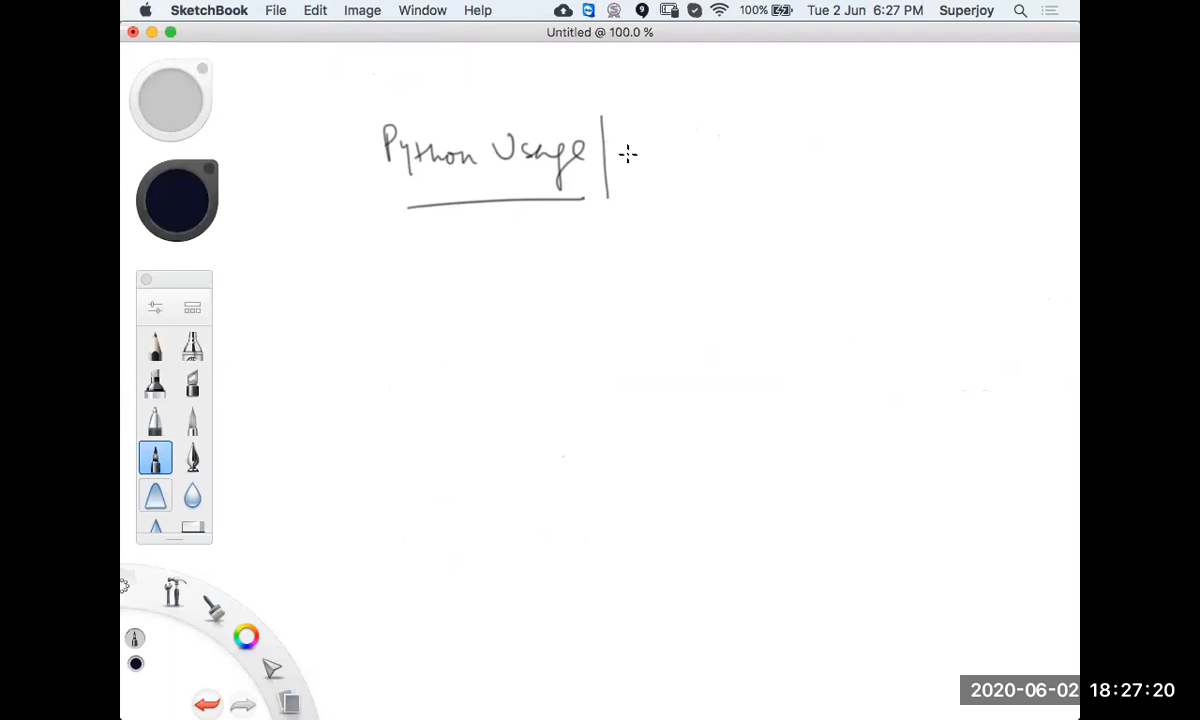 SketchBook File Edit Image Window Help 9 100% Tue 2 Jun 6:27 PM Superjoy
Untitled @ 100.0 %
Python Usage
2020-06-02 18:27:20